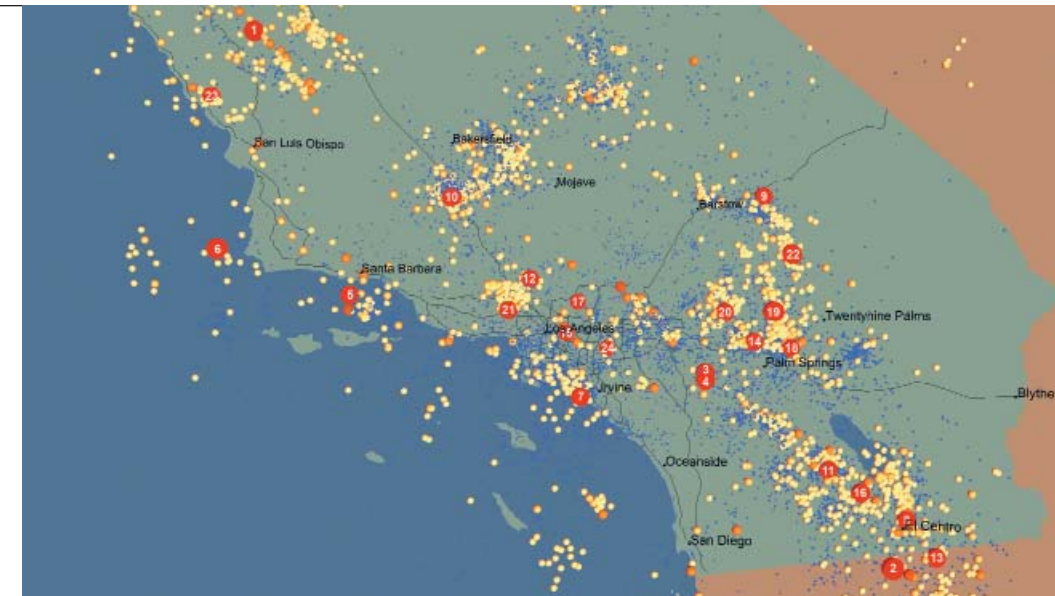 1
23
Bakersfield
San Luis Obispo
Mojave
10
9
Barstow
6
22
Santa Barbara
12
5
17
21
20
19
Twentynine Palms
Los Angeles
15
14
24
18
Palm Springs
3
4
Irvine
7
Blythe
Oceanside
11
16
El Centro
San Diego
13
2